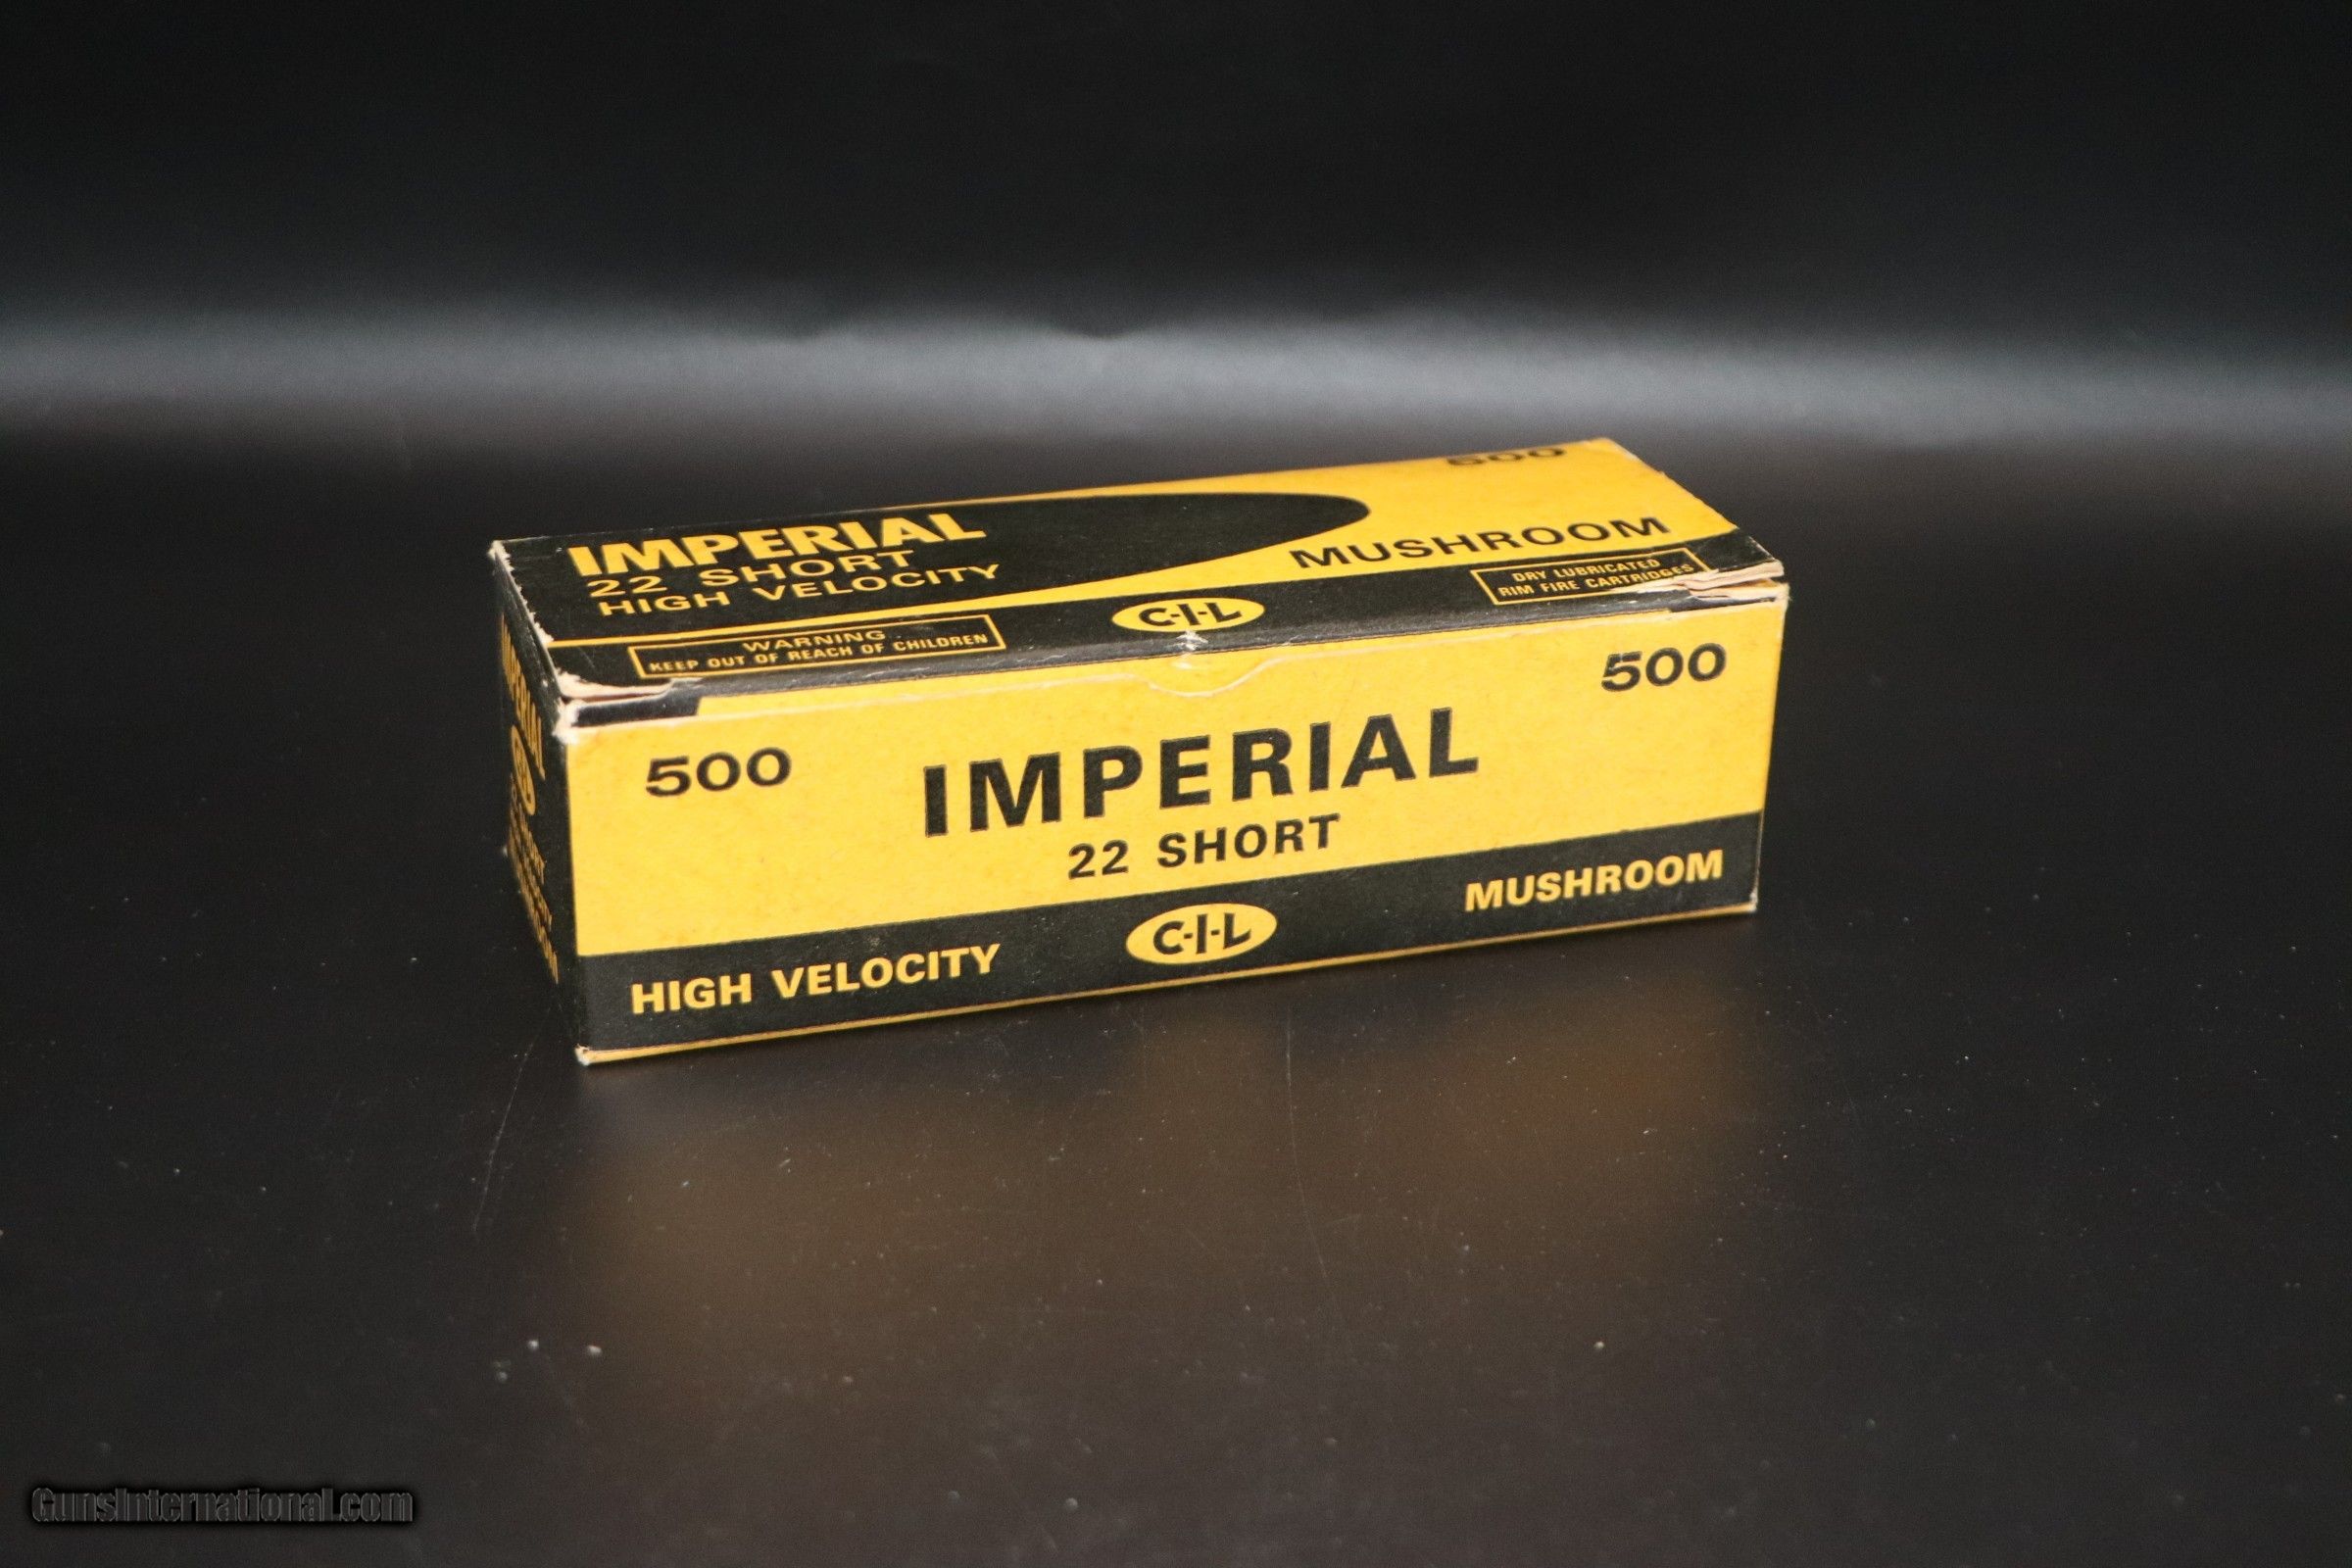 500
IMPERIAL
22 SHORT
HIGH VELOCITY
MUSHROOM
WARNING
KEEP OUT OF REACH OF CHILDREN
C-I-L
DRY LUBRICATED
RIM FIRE CARTRIDGES
500
500
IMPERIAL
22 SHORT
HIGH VELOCITY
C-I-L
MUSHROOM
IMPERIAL
GunsInternational.com